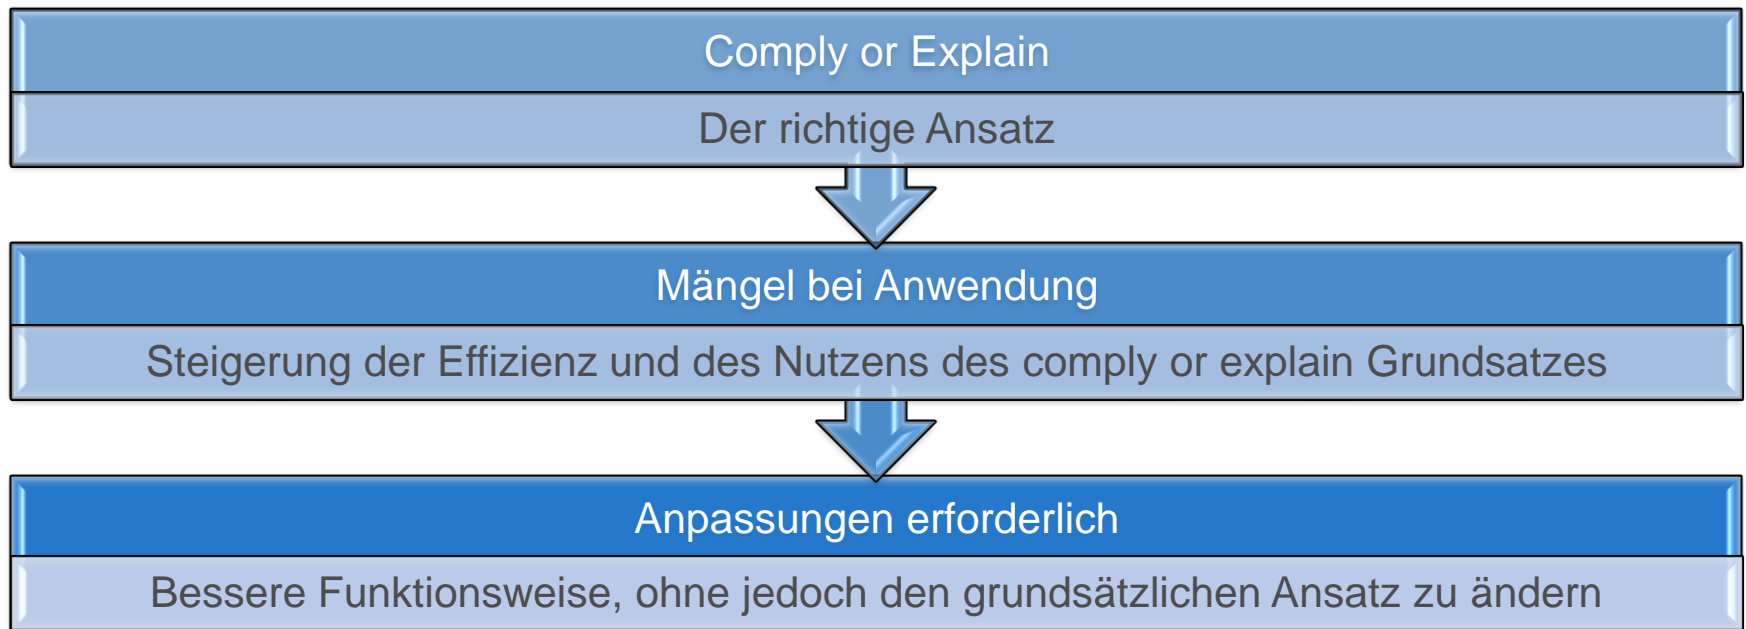 Comply or Explain
Der richtige Ansatz
Mängel bei Anwendung
Steigerung der Effizienz und des Nutzens des comply or explain Grundsatzes
Anpassungen erforderlich
Bessere Funktionsweise, ohne jedoch den grundsätzlichen Ansatz zu ändern